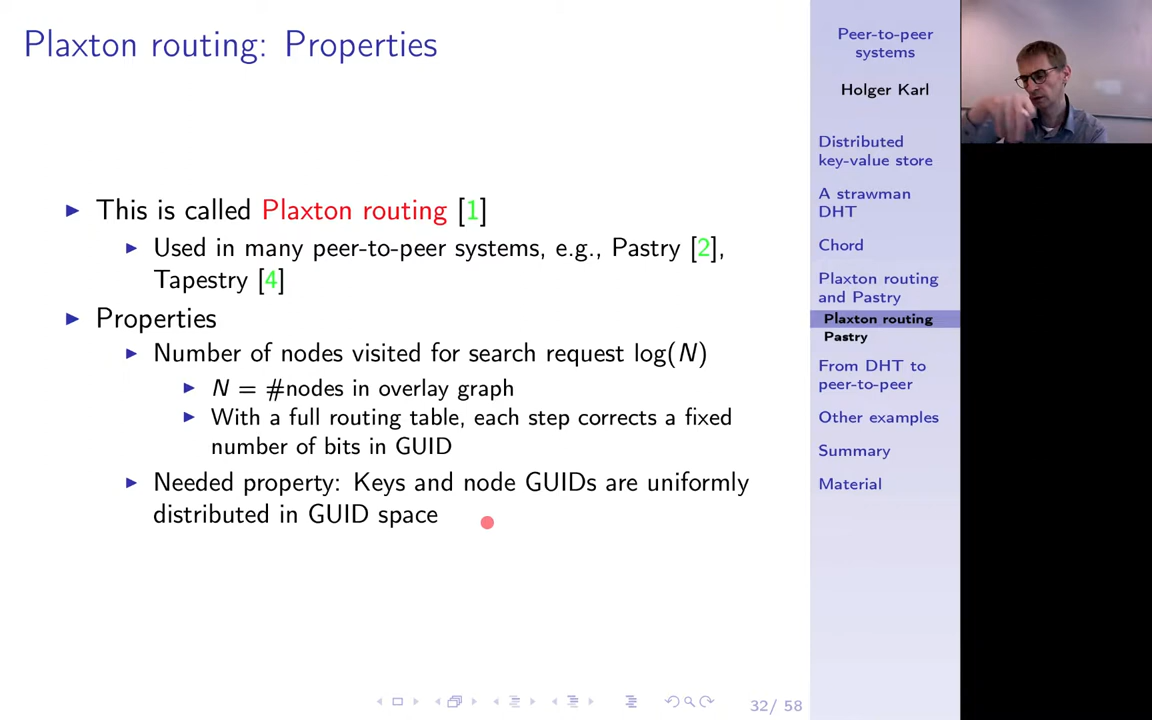 Plaxton routing: Properties
This is called Plaxton routing [1]
Used in many peer-to-peer systems, e.g., Pastry [2],
Tapestry [4]
Properties
Number of nodes visited for search request log(N)
N = #nodes in overlay graph
With a full routing table, each step corrects a fixed
number of bits in GUID
Needed property: Keys and node GUIDs are uniformly
distributed in GUID space
32/ 58
Peer-to-peer
systems
Holger Karl
Distributed
key-value store
A strawman
DHT
Chord
Plaxton routing
and Pastry
Plaxton routing
Pastry
From DHT to
peer-to-peer
Other examples
Summary
Material